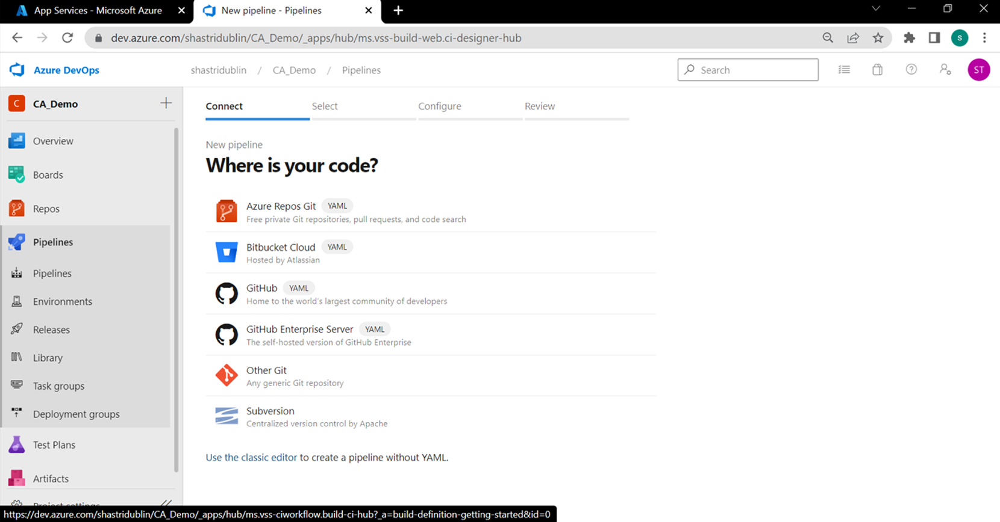 App Services - Microsoft Azure
New pipeline - Pipelines
dev.azure.com/shastridublin/CA_Demo/_apps/hub/ms.vss-build-web.ci-designer-hub
S
Azure DevOps
shastridublin / CA_Demo / Pipelines
Search
ST
C CA_Demo
Overview
Boards
Repos
Pipelines
Pipelines
Environments
Releases
Library
Task groups
Deployment groups
Test Plans
Artifacts
Project settings
Connect Select Configure Review
New pipeline
Where is your code?
Azure Repos Git YAML
Free private Git repositories, pull requests, and code search
Bitbucket Cloud YAML
Hosted by Atlassian
GitHub YAML
Home to the world's largest community of developers
GitHub Enterprise Server YAML
The self-hosted version of GitHub Enterprise
Other Git
Any generic Git repository
Subversion
Centralized version control by Apache
Use the classic editor to create a pipeline without YAML.
https://dev.azure.com/shastridublin/CA_Demo/_apps/hub/ms.vss-ciworkflow.build-ci-hub?_a=build-definition-getting-started&id=0